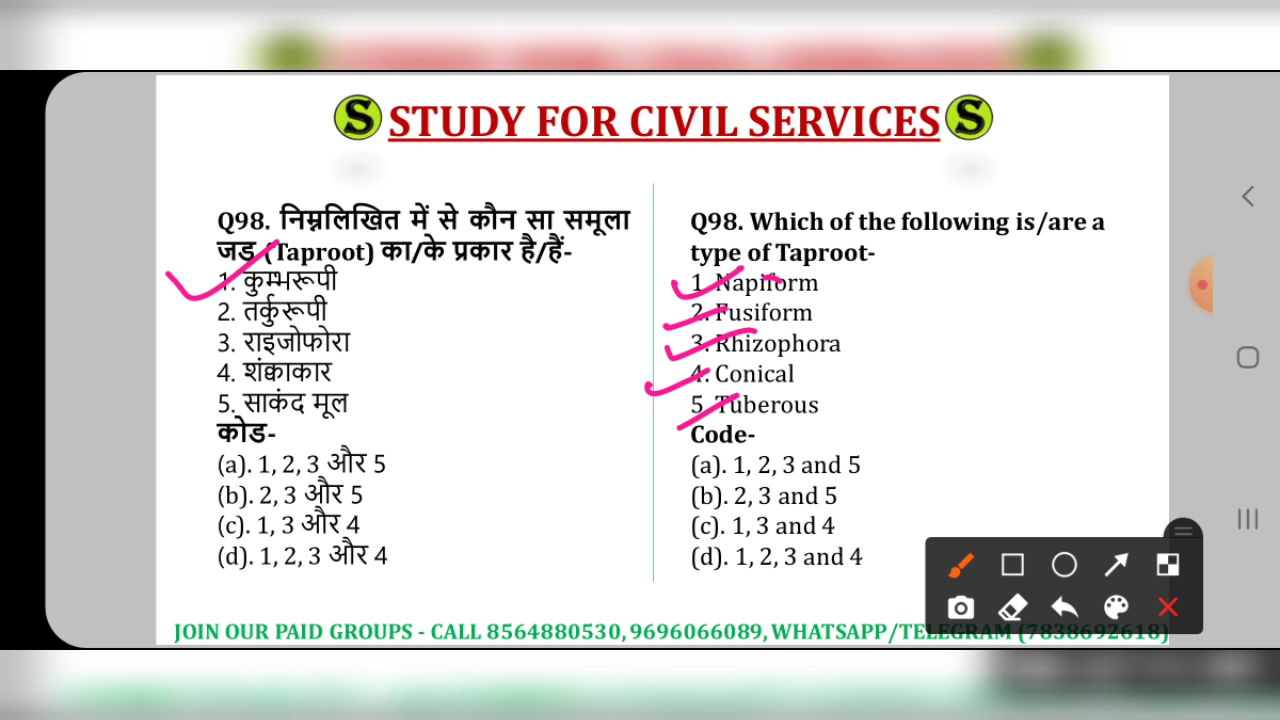 S STUDY FOR CIVIL SERVICES S
Q98. निम्नलिखित में से कौन सा समूला
जड़ (Taproot) का/के प्रकार है/हैं-
1. कुम्भरूपी
2. तर्कुरूपी
3. राइजोफोरा
4. शंक्वाकार
5. साकंद मूल
कोड-
(a). 1, 2, 3 और 5
(b). 2, 3 और 5
(c). 1, 3 और 4
(d). 1, 2, 3 और 4
Q98. Which of the following is/are a
type of Taproot-
1. Napiform
2. Fusiform
3. Rhizophora
4. Conical
5. Tuberous
Code-
(a). 1, 2, 3 and 5
(b). 2, 3 and 5
(c). 1, 3 and 4
(d). 1, 2, 3 and 4
JOIN OUR PAID GROUPS - CALL 8564880530, 9696066089, WHATSAPP/TELEGRAM (7838692618)